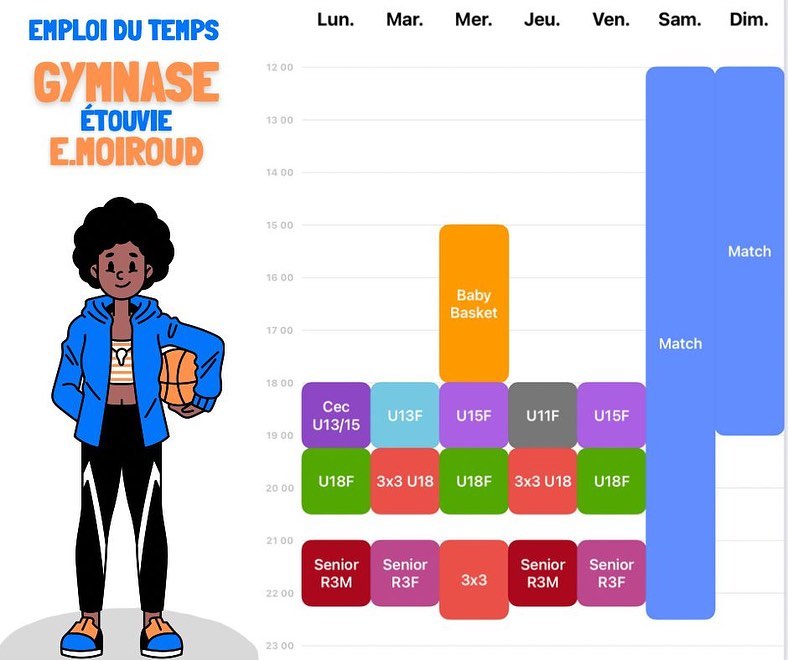 EMPLOI DU TEMPS
GYMNASE
ÉTOUVIE
E.MOIROUD
Lun. Mar. Mer. Jeu. Ven. Sam. Dim.
12 00
13 00
14 00
15 00
16 00
17 00
18 00
19 00
20 00
21 00
22 00
23 00
Baby
Basket
Match
Match
Cec
U13/15
U13F
U15F
U11F
U15F
U18F
3x3 U18
U18F
3x3 U18
U18F
Senior
R3M
Senior
R3F
3x3
Senior
R3M
Senior
R3F